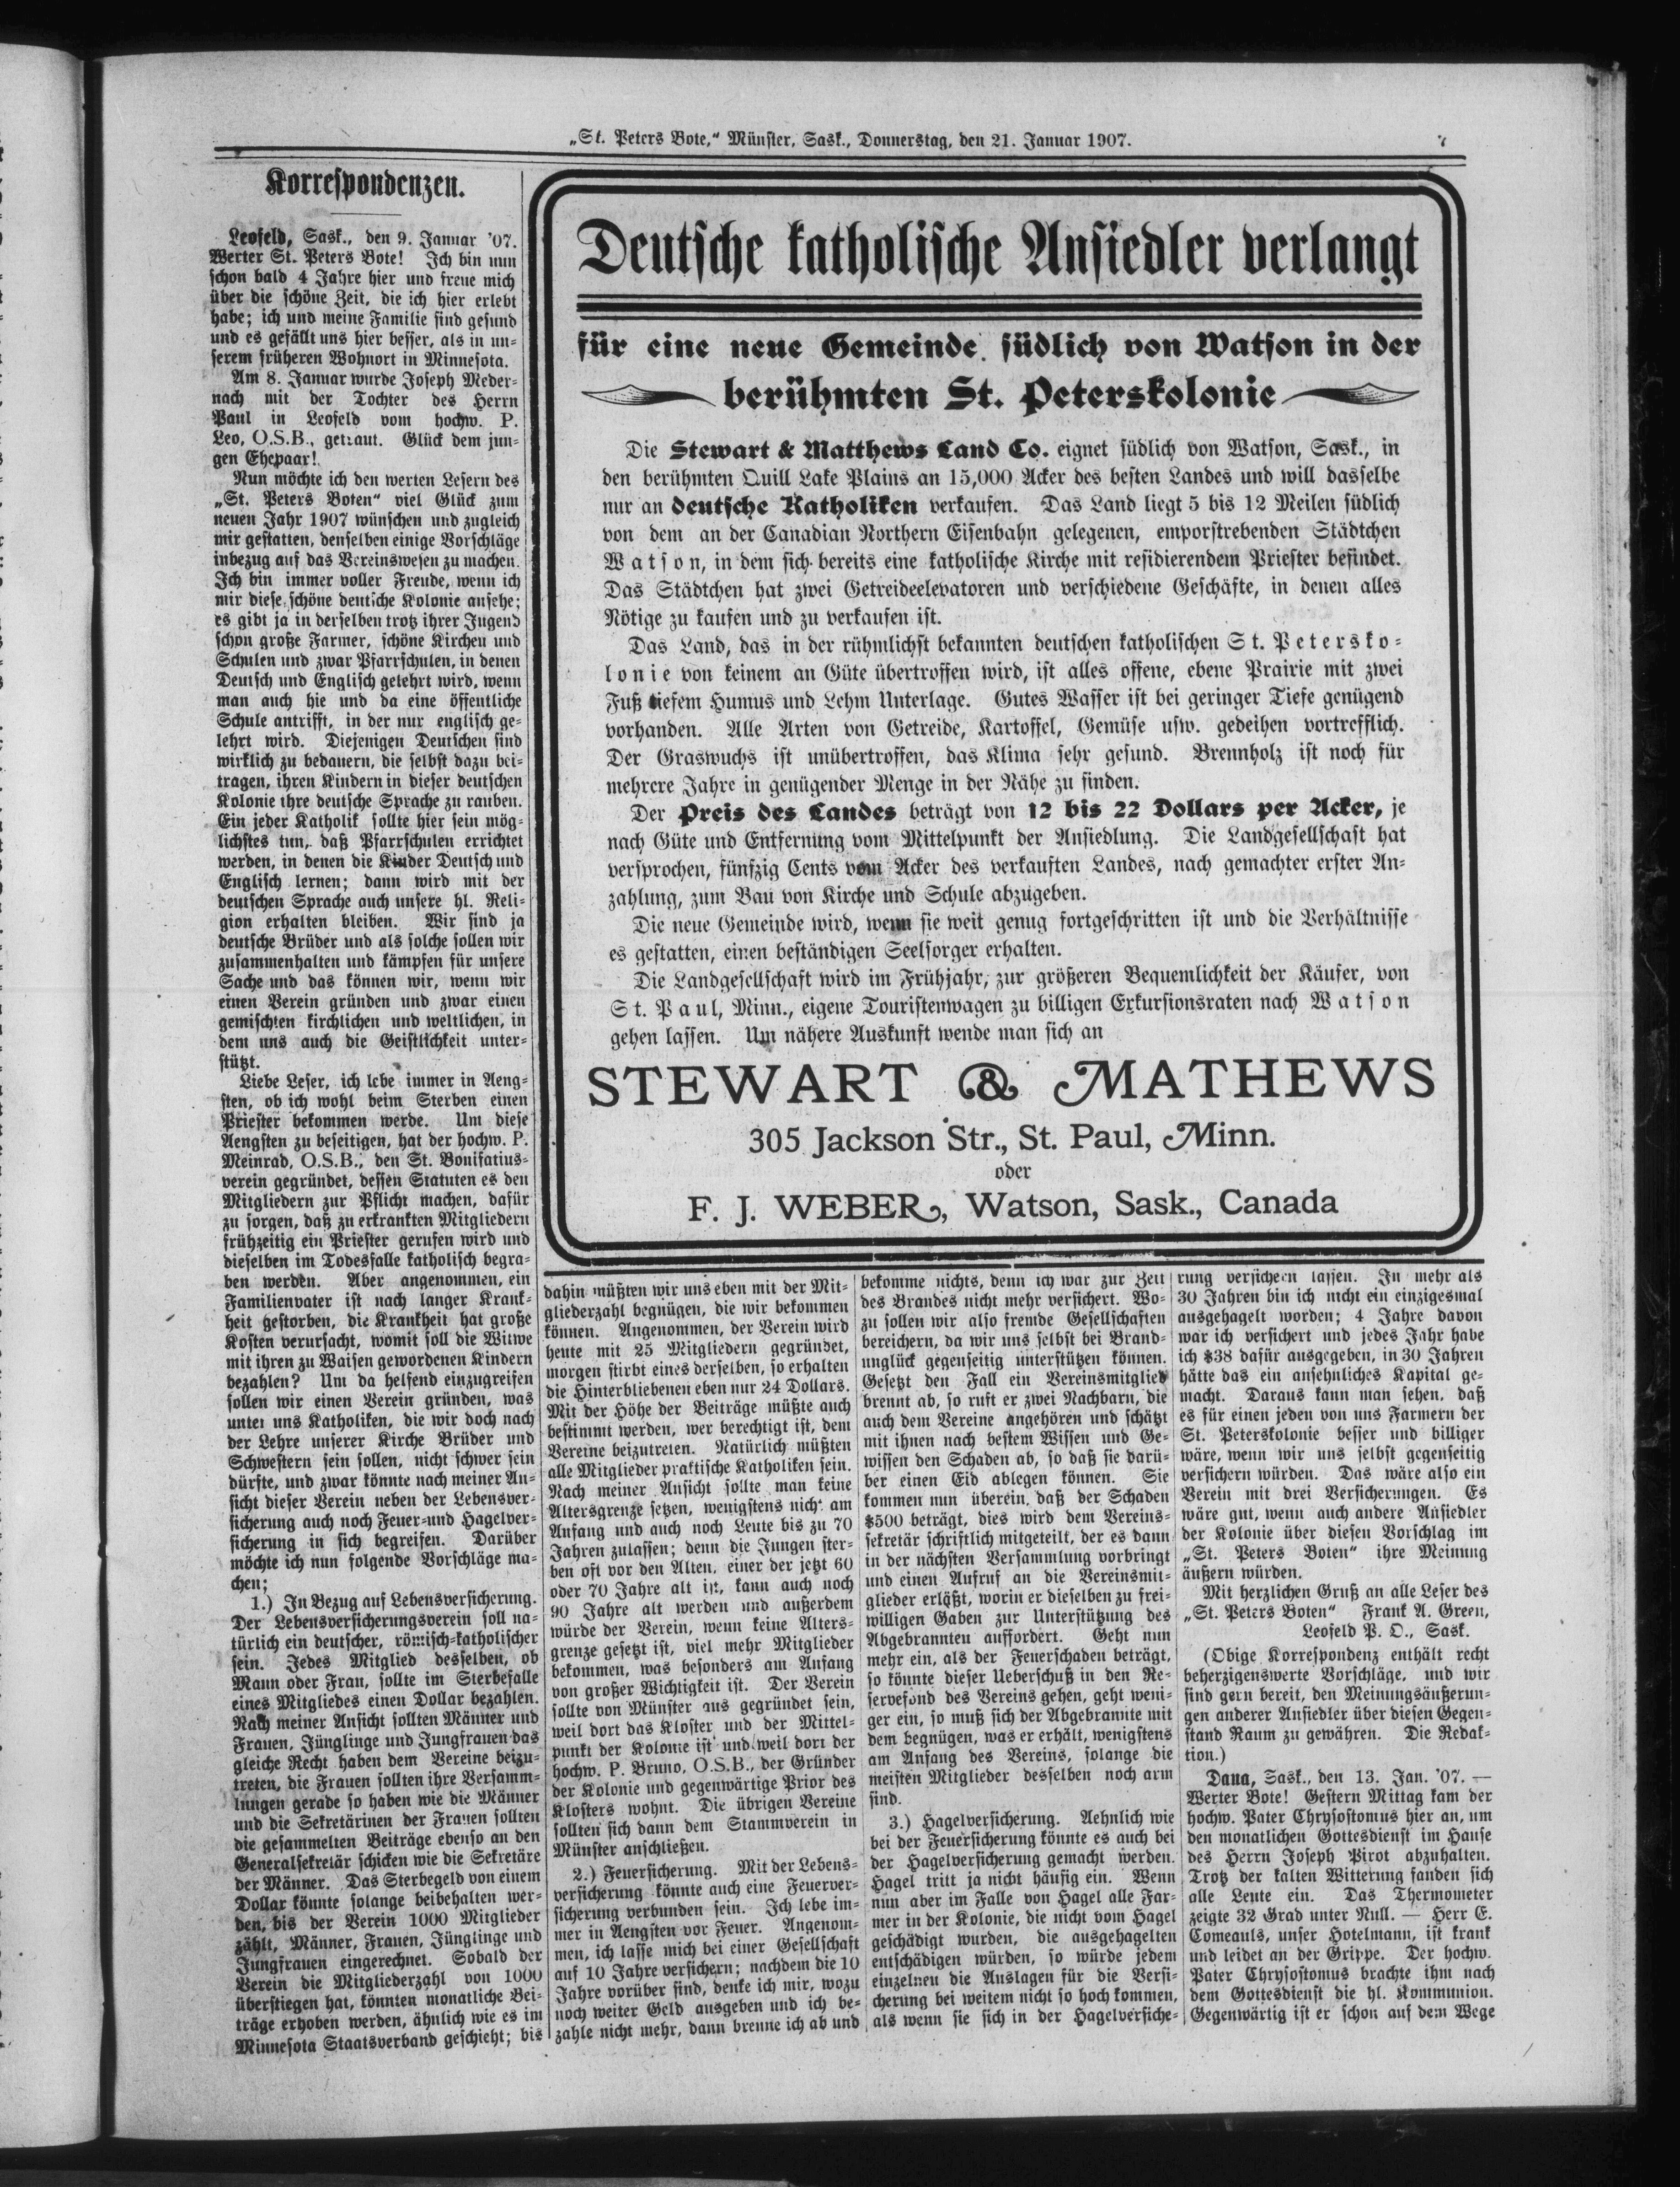 „St. Peters Bote,“ Münster, Sask., Donnerstag, den 21. Januar 1907.
7
Korrespondenzen.
Leofeld, Sask., den 9. Januar '07.
Werter St. Peters Bote! Ich bin nun
schon bald 4 Jahre hier und freue mich
über die schöne Zeit, die ich hier erlebt
habe; ich und meine Familie sind gesund
und es gefällt uns hier besser, als in un-
serem früheren Wohnort in Minnesota.
Am 8. Januar wurde Joseph Meder-
nach mit der Tochter des Herrn
Paul in Leofeld vom hochw. P.
Leo, O.S.B., getraut. Glück dem jun-
gen Ehepaar!
Nun möchte ich den werten Lesern des
„St. Peters Boten“ viel Glück zum
neuen Jahr 1907 wünschen und zugleich
mir gestatten, denselben einige Vorschläge
inbezug auf das Vereinswesen zu machen.
Ich bin immer voller Freude, wenn ich
mir diese schöne deutsche Kolonie ansehe;
es gibt ja in derselben trotz ihrer Jugend
schon große Farmer, schöne Kirchen und
Schulen und zwar Pfarrschulen, in denen
Deutsch und Englisch gelehrt wird, wenn
man auch hie und da eine öffentliche
Schule antrifft, in der nur englisch ge-
lehrt wird. Diejenigen Deutschen sind
wirklich zu bedauern, die selbst dazu bei-
tragen, ihren Kindern in dieser deutschen
Kolonie ihre deutsche Sprache zu rauben.
Ein jeder Katholik sollte hier sein mög-
lichstes tun, daß Pfarrschulen errichtet
werden, in denen die Kinder Deutsch und
Englisch lernen; dann wird mit der
deutschen Sprache auch unsere hl. Reli-
gion erhalten bleiben. Wir sind ja
deutsche Brüder und als solche sollen wir
zusammenhalten und kämpfen für unsere
Sache und das können wir, wenn wir
einen Verein gründen und zwar einen
gemischten kirchlichen und weltlichen, in
dem uns auch die Geistlichkeit unter-
stützt.
Liebe Leser, ich lebe immer in Aeng-
sten, ob ich wohl beim Sterben einen
Priester bekommen werde. Um diese
Aengsten zu beseitigen, hat der hochw. P.
Meinrad, O.S.B., den St. Bonifatius-
verein gegründet, dessen Statuten es den
Mitgliedern zur Pflicht machen, dafür
zu sorgen, daß zu erkrankten Mitgliedern
frühzeitig ein Priester gerufen wird und
dieselben im Todesfalle katholisch begra-
ben werden. Aber angenommen, ein
Familienvater ist nach langer Krank-
heit gestorben, die Krankheit hat große
Kosten verursacht, womit soll die Witwe
mit ihren zu Waisen gewordenen Kindern
bezahlen? Um da helfend einzugreifen
sollen wir einen Verein gründen, was
unter uns Katholiken, die wir doch nach
der Lehre unserer Kirche Brüder und
Schwestern sein sollen, nicht schwer sein
dürfte, und zwar könnte nach meiner An-
sicht dieser Verein neben der Lebensver-
sicherung auch noch Feuer-und Hagelver-
sicherung in sich begreifen. Darüber
möchte ich nun folgende Vorschläge ma-
chen;
1.) In Bezug auf Lebensversicherung.
Der Lebensversicherungsverein soll na-
türlich ein deutscher, römisch-katholischer
sein. Jedes Mitglied desselben, ob
Mann oder Frau, sollte im Sterbefalle
eines Mitgliedes einen Dollar bezahlen.
Nach meiner Ansicht sollten Männer und
Frauen, Jünglinge und Jungfrauen das
gleiche Recht haben dem Vereine beizu-
treten, die Frauen sollten ihre Versamm-
lungen gerade so haben wie die Männer
und die Sekretärinen der Frauen sollten
die gesammelten Beiträge ebenso an den
Generalsekretär schicken wie die Sekretäre
der Männer. Das Sterbegeld von einem
Dollar könnte solange beibehalten wer-
den, bis der Verein 1000 Mitglieder
zählt, Männer, Frauen, Jünglinge und
Jungfrauen eingerechnet. Sobald der
Verein die Mitgliederzahl von 1000
überstiegen hat, könnten monatliche Bei-
träge erhoben werden, ähnlich wie es im
Minnesota Staatsverband geschieht; bis
Deutsche katholische Ansiedler verlangt
für eine neue Gemeinde südlich von Watson in der
berühmten St. Peterskolonie
Die Stewart & Matthews Land Co. eignet südlich von Watson, Sask., in
den berühmten Quill Lake Plains an 15,000 Acker des besten Landes und will dasselbe
nur an deutsche Katholiken verkaufen. Das Land liegt 5 bis 12 Meilen südlich
von dem an der Canadian Northern Eisenbahn gelegenen, emporstrebenden Städtchen
Watson, in dem sich bereits eine katholische Kirche mit residierendem Priester befindet.
Das Städtchen hat zwei Getreideelevatoren und verschiedene Geschäfte, in denen alles
Nötige zu kaufen und zu verkaufen ist.
Das Land, das in der rühmlichst bekannten deutschen katholischen St. Petersko-
lonie von keinem an Güte übertroffen wird, ist alles offene, ebene Prairie mit zwei
Fuß tiefem Humus und Lehm Unterlage. Gutes Wasser ist bei geringer Tiefe genügend
vorhanden. Alle Arten von Getreide, Kartoffel, Gemüse usw. gedeihen vortrefflich.
Der Graswuchs ist unübertroffen, das Klima sehr gesund. Brennholz ist noch für
mehrere Jahre in genügender Menge in der Nähe zu finden.
Der Preis des Landes beträgt von 12 bis 22 Dollars per Acker, je
nach Güte und Entfernung vom Mittelpunkt der Ansiedlung. Die Landgesellschaft hat
versprochen, fünfzig Cents vom Acker des verkauften Landes, nach gemachter erster An-
zahlung, zum Bau von Kirche und Schule abzugeben.
Die neue Gemeinde wird, wenn sie weit genug fortgeschritten ist und die Verhältnisse
es gestatten, einen beständigen Seelsorger erhalten.
Die Landgesellschaft wird im Frühjahr, zur größeren Bequemlichkeit der Käufer, von
St. Paul, Minn., eigene Touristenwagen zu billigen Exkursionsraten nach Watson
gehen lassen. Um nähere Auskunft wende man sich an
STEWART & MATHEWS
305 Jackson Str., St. Paul, Minn.
oder
F. J. WEBER, Watson, Sask., Canada
dahin müßten wir uns eben mit der Mit-
gliederzahl begnügen, die wir bekommen
können. Angenommen, der Verein wird
heute mit 25 Mitgliedern gegründet,
morgen stirbt eines derselben, so erhalten
die Hinterbliebenen eben nur 24 Dollars.
Mit der Höhe der Beiträge müßte auch
bestimmt werden, wer berechtigt ist, dem
Vereine beizutreten. Natürlich müßten
alle Mitglieder praktische Katholiken sein.
Nach meiner Ansicht sollte man keine
Altersgrenze setzen, wenigstens nicht am
Anfang und auch noch Leute bis zu 70
Jahren zulassen; denn die Jungen ster-
ben oft vor den Alten, einer der jetzt 60
oder 70 Jahre alt ist, kann auch noch
90 Jahre alt werden und außerdem
würde der Verein, wenn keine Alters-
grenze gesetzt ist, viel mehr Mitglieder
bekommen, was besonders am Anfang
von großer Wichtigkeit ist. Der Verein
sollte von Münster aus gegründet sein,
weil dort das Kloster und der Mittel-
punkt der Kolonie ist und weil dort der
hochw. P. Bruno, O.S.B., der Gründer
der Kolonie und gegenwärtige Prior des
Klosters wohnt. Die übrigen Vereine
sollten sich dann dem Stammverein in
Münster anschließen.
2.) Feuersicherung. Mit der Lebens-
versicherung könnte auch eine Feuerver-
sicherung verbunden sein. Ich lebe im-
mer in Aengsten vor Feuer. Angenom-
men, ich lasse mich bei einer Gesellschaft
auf 10 Jahre versichern; nachdem die 10
Jahre vorüber sind, denke ich mir, wozu
noch weiter Geld ausgeben und ich be-
zahle nicht mehr, dann brenne ich ab und
bekomme nichts, denn ich war zur Zeit
des Brandes nicht mehr versichert. Wo-
zu sollen wir also fremde Gesellschaften
bereichern, da wir uns selbst bei Brand-
unglück gegenseitig unterstützen können.
Gesetzt den Fall ein Vereinsmitglied
brennt ab, so ruft er zwei Nachbarn, die
auch dem Vereine angehören und schätzt
mit ihnen nach bestem Wissen und Ge-
wissen den Schaden ab, so daß sie darü-
ber einen Eid ablegen können. Sie
kommen nun überein, daß der Schaden
$500 beträgt, dies wird dem Vereins-
sekretär schriftlich mitgeteilt, der es dann
in der nächsten Versammlung vorbringt
und einen Aufruf an die Vereinsmit-
glieder erläßt, worin er dieselben zu frei-
willigen Gaben zur Unterstützung des
Abgebrannten auffordert. Geht nun
mehr ein, als der Feuerschaden beträgt,
so könnte dieser Ueberschuß in den Re-
servefond des Vereins gehen, geht weni-
ger ein, so muß sich der Abgebrannte mit
dem begnügen, was er erhält, wenigstens
am Anfang des Vereins, solange die
meisten Mitglieder desselben noch arm
sind.
3.) Hagelversicherung. Aehnlich wie
bei der Feuersicherung könnte es auch bei
der Hagelversicherung gemacht werden.
Hagel tritt ja nicht häufig ein. Wenn
nun aber im Falle von Hagel alle Far-
mer in der Kolonie, die nicht vom Hagel
geschädigt wurden, die ausgehagelten
entschädigen würden, so würde jedem
einzelnen die Auslagen für die Versi-
cherung bei weitem nicht so hoch kommen,
als wenn sie sich in der Hagelversiche-
rung versichern lassen. In mehr als
30 Jahren bin ich nicht ein einzigesmal
ausgehagelt worden; 4 Jahre davon
war ich versichert und jedes Jahr habe
ich $38 dafür ausgegeben, in 30 Jahren
hätte das ein ansehnliches Kapital ge-
macht. Daraus kann man sehen, daß
es für einen jeden von uns Farmern der
St. Peterskolonie besser und billiger
wäre, wenn wir uns selbst gegenseitig
versichern würden. Das wäre also ein
Verein mit drei Versicherungen. Es
wäre gut, wenn auch andere Ansiedler
der Kolonie über diesen Vorschlag im
„St. Peters Boten“ ihre Meinung
äußern würden.
Mit herzlichen Gruß an alle Leser des
„St. Peters Boten“ Frank A. Green,
Leofeld P. O., Sask.
(Obige Korrespondenz enthält recht
beherzigenswerte Vorschläge, und wir
sind gern bereit, den Meinungsäußerun-
gen anderer Ansiedler über diesen Gegen-
stand Raum zu gewähren. Die Redak-
tion.)
Dana, Sask., den 13. Jan. '07. —
Werter Bote! Gestern Mittag kam der
hochw. Pater Chrysostomus hier an, um
den monatlichen Gottesdienst im Hause
des Herrn Joseph Pirot abzuhalten.
Trotz der kalten Witterung fanden sich
alle Leute ein. Das Thermometer
zeigte 32 Grad unter Null. — Herr E.
Comeauls, unser Hotelmann, ist krank
und leidet an der Grippe. Der hochw.
Pater Chrysostomus brachte ihm nach
dem Gottesdienst die hl. Kommunion.
Gegenwärtig ist er schon auf dem Wege